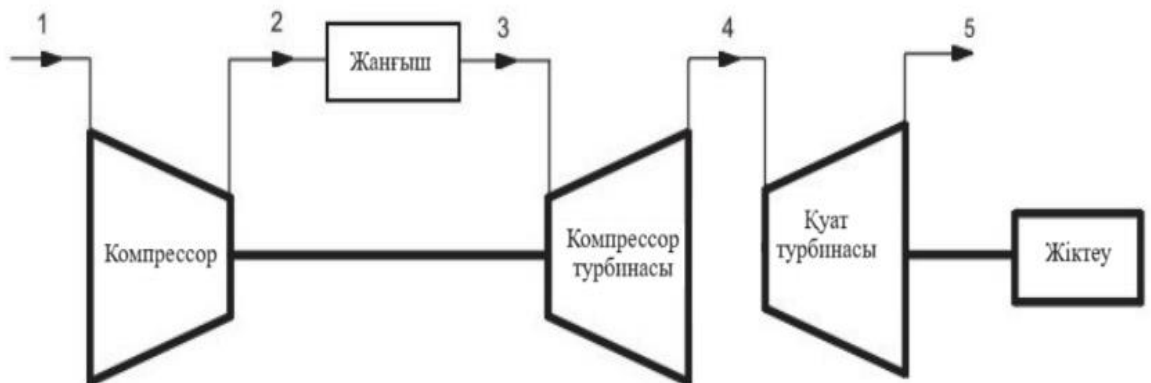 1
2
3
4
5
Жанғыш
Компрессор
Компрессор
турбинасы
Қуат
турбинасы
Жіктеу